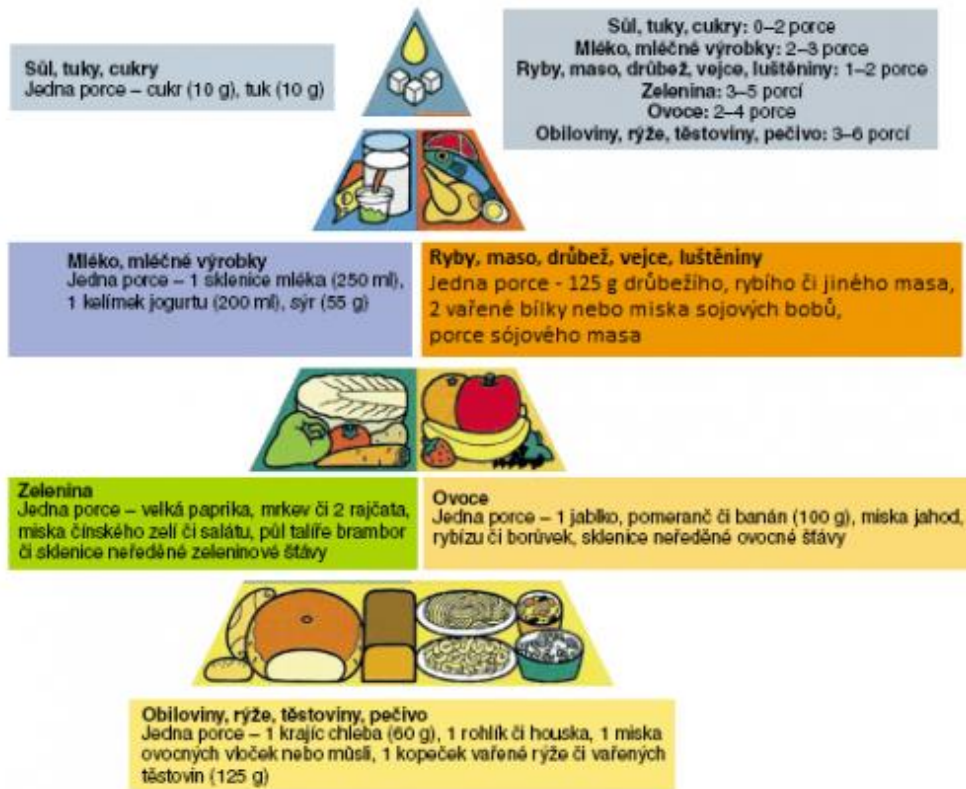 Sůl, tuky, cukry
Jedna porce – cukr (10 g), tuk (10 g)
Sůl, tuky, cukry: 0–2 porce
Mléko, mléčné výrobky: 2–3 porce
Ryby, maso, drůbež, vejce, luštěniny: 1–2 porce
Zelenina: 3–5 porcí
Ovoce: 2–4 porce
Obiloviny, rýže, těstoviny, pečivo: 3–6 porcí
Mléko, mléčné výrobky
Jedna porce – 1 sklenice mléka (250 ml),
1 kelímek jogurtu (200 ml), sýr (55 g)
Ryby, maso, drůbež, vejce, luštěniny
Jedna porce - 125 g drůbežího, rybího či jiného masa,
2 vařené bílky nebo miska sojových bobů,
porce sójového masa
Zelenina
Jedna porce – velká paprika, mrkev či 2 rajčata,
miska čínského zelí či salátu, půl talíře brambor
či sklenice neředěné zeleninové šťávy
Ovoce
Jedna porce – 1 jablko, pomeranč či banán (100 g), miska jahod,
rybízu či borůvek, sklenice neředěné ovocné šťávy
Obiloviny, rýže, těstoviny, pečivo
Jedna porce – 1 krajíc chleba (60 g), 1 rohlík či houska, 1 miska
ovocných vloček nebo műsli, 1 kopeček vařené rýže či vařených
těstovin (125 g)